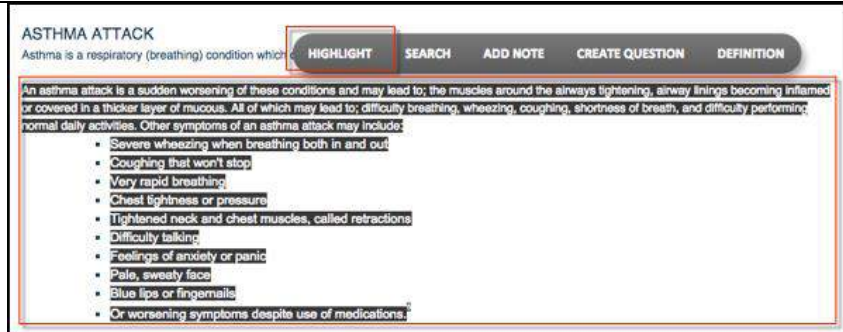 ASTHMA ATTACK
Asthma is a respiratory (breathing) condition which
HIGHLIGHT SEARCH ADD NOTE CREATE QUESTION DEFINITION
An asthma attack is a sudden worsening of these conditions and may lead to; the muscles around the airways tightening, airway linings becoming inflamed
or covered in a thicker layer of mucous. All of which may lead to; difficulty breathing, wheezing, coughing, shortness of breath, and difficulty performing
normal daily activities. Other symptoms of an asthma attack may include:
• Severe wheezing when breathing both in and out
• Coughing that won't stop
• Very rapid breathing
• Chest tightness or pressure
• Tightened neck and chest muscles, called retractions
• Difficulty talking
• Feelings of anxiety or panic
• Pale, sweaty face
• Blue lips or fingernails
• Or worsening symptoms despite use of medications.